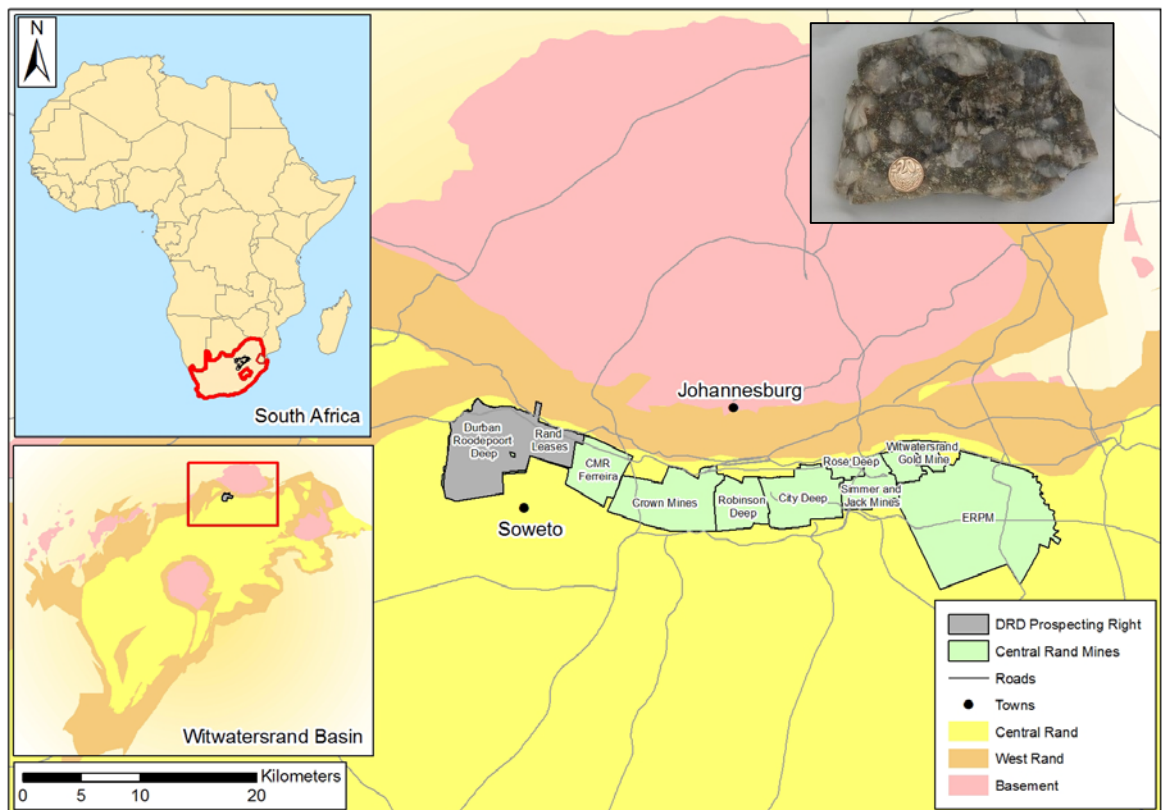 N
South Africa
20
Johannesburg
Durban
Roodepoort
Deep
Rand
Leases
CMR
Ferreira
Crown Mines
Robinson
Deep
City Deep
Rose Deep
Simmer and
Jack Mines
Witwatersrand
Gold Mine
ERPM
Soweto
Witwatersrand Basin
Kilometers
0 5 10 20
DRD Prospecting Right
Central Rand Mines
Roads
Towns
Central Rand
West Rand
Basement